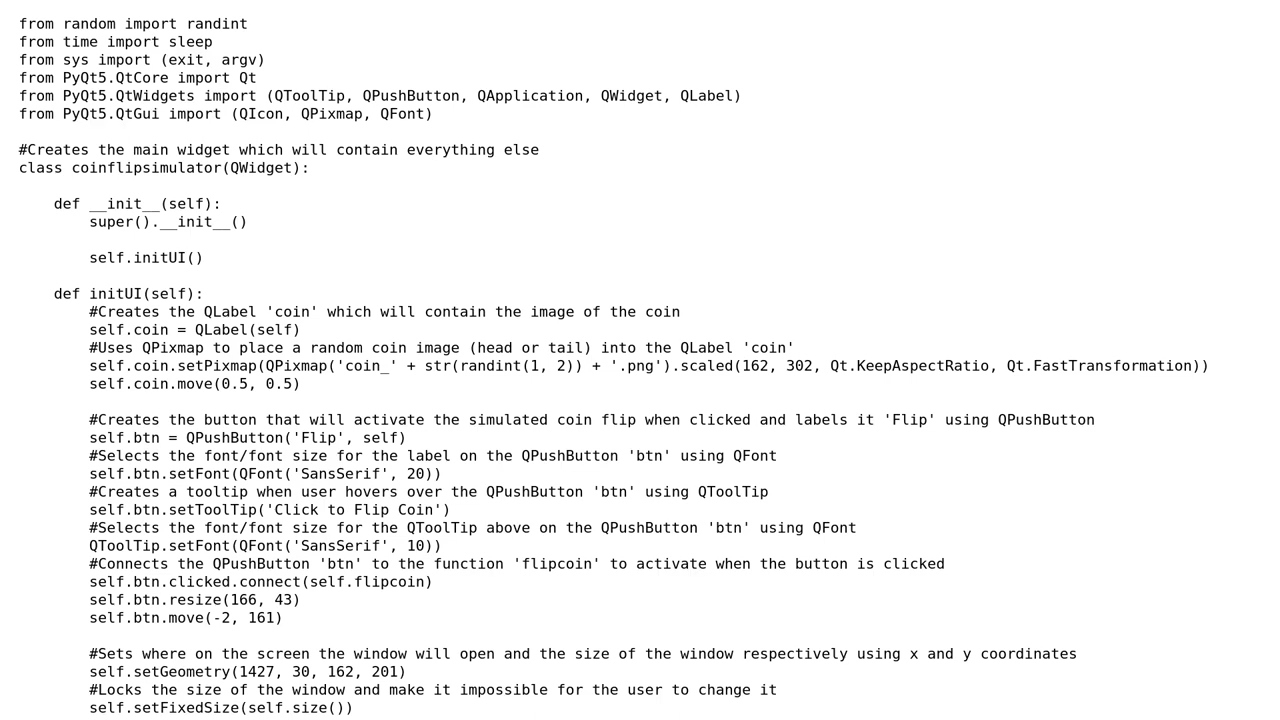 from random import randint
from time import sleep
from sys import (exit, argv)
from PyQt5.QtCore import Qt
from PyQt5.QtWidgets import (QToolTip, QPushButton, QApplication, QWidget, QLabel)
from PyQt5.QtGui import (QIcon, QPixmap, QFont)

#Creates the main widget which will contain everything else
class coinflipsimulator(QWidget):

    def __init__(self):
        super().__init__()

        self.initUI()

    def initUI(self):
        #Creates the QLabel 'coin' which will contain the image of the coin
        self.coin = QLabel(self)
        #Uses QPixmap to place a random coin image (head or tail) into the QLabel 'coin'
        self.coin.setPixmap(QPixmap('coin_' + str(randint(1, 2)) + '.png').scaled(162, 302, Qt.KeepAspectRatio, Qt.FastTransformation))
        self.coin.move(0.5, 0.5)

        #Creates the button that will activate the simulated coin flip when clicked and labels it 'Flip' using QPushButton
        self.btn = QPushButton('Flip', self)
        #Selects the font/font size for the label on the QPushButton 'btn' using QFont
        self.btn.setFont(QFont('SansSerif', 20))
        #Creates a tooltip when user hovers over the QPushButton 'btn' using QToolTip
        self.btn.setToolTip('Click to Flip Coin')
        #Selects the font/font size for the QToolTip above on the QPushButton 'btn' using QFont
        QToolTip.setFont(QFont('SansSerif', 10))
        #Connects the QPushButton 'btn' to the function 'flipcoin' to activate when the button is clicked
        self.btn.clicked.connect(self.flipcoin)
        self.btn.resize(166, 43)
        self.btn.move(-2, 161)

        #Sets where on the screen the window will open and the size of the window respectively using x and y coordinates
        self.setGeometry(1427, 30, 162, 201)
        #Locks the size of the window and make it impossible for the user to change it
        self.setFixedSize(self.size())